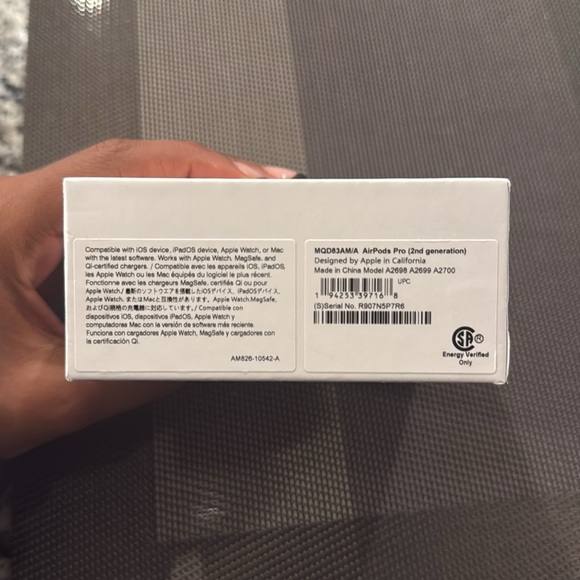 Compatible with iOS device, iPadOS device, Apple Watch, or Mac
with the latest software. Works with Apple Watch, MagSafe, and
Qi-certified chargers. / Compatible avec les appareils iOS, iPadOS,
les Apple Watch ou les Mac équipés du logiciel le plus récent.
Fonctionne avec les chargeurs MagSafe, certifiés Qi ou pour
Apple Watch./ 最新のソフトウエアを搭載したiOSデバイス、iPadOSデバイス、
Apple Watch、またはMacと互換性があります。Apple Watch、MagSafe、
およびQi規格の充電器に対応しています。/ Compatible con
dispositivos iOS, dispositivos iPadOS, Apple Watch y
computadoras Mac con la versión de software más reciente.
Funciona con cargadores Apple Watch, MagSafe y cargadores con
la certificación Qi.
AM826-10542-A
MQD83AM/A AirPods Pro (2nd generation)
Designed by Apple in California
Made in China Model A2698 A2699 A2700
UPC
1 94253 39716 8
(S)Serial No. R907N5P7R6
SA ®
Energy Verified
Only